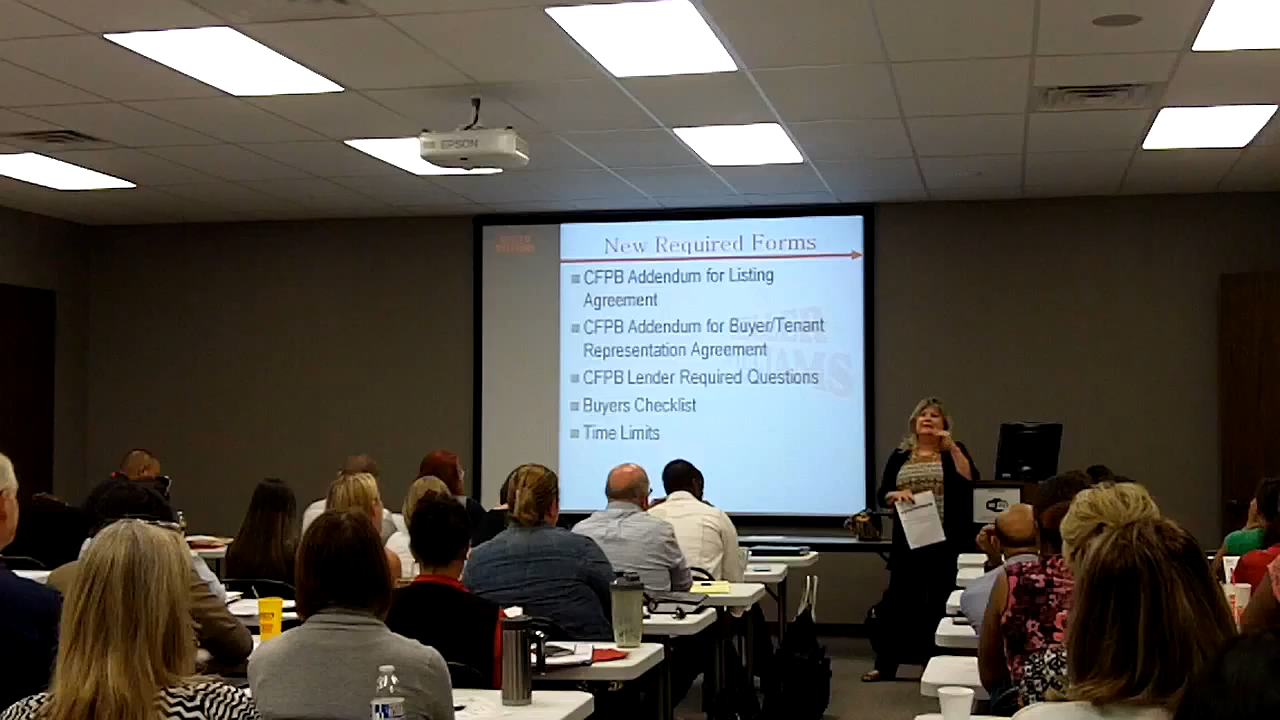 EPSON
New Required Forms
CFPB Addendum for Listing
Agreement
CFPB Addendum for Buyer/Tenant
Representation Agreement
CFPB Lender Required Questions
Buyers Checklist
Time Limits